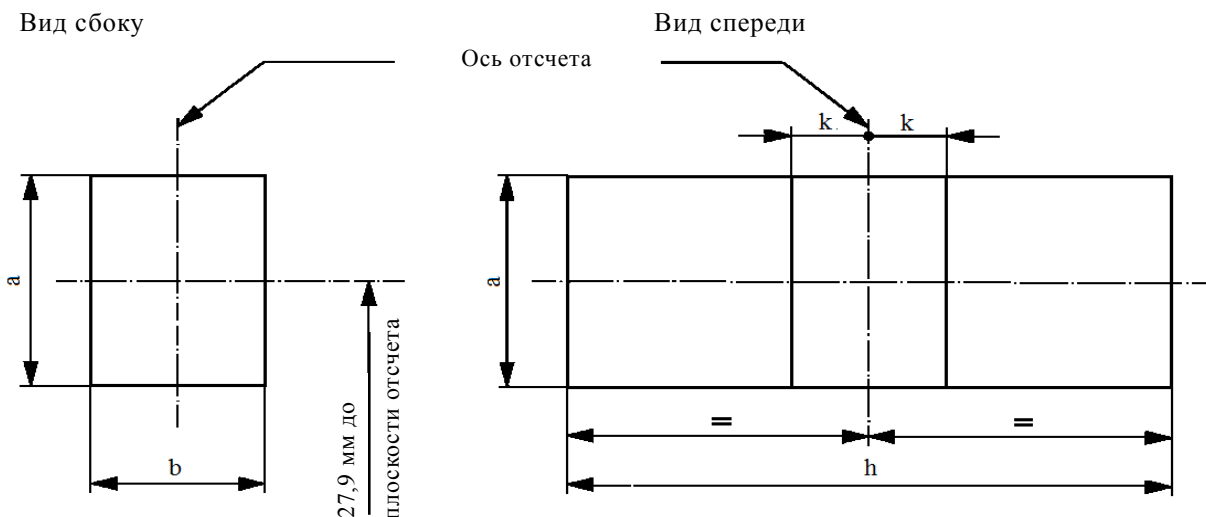 Вид сбоку
Вид спереди
Ось отсчета
k
k
a
a
27,9 мм до
плоскости отсчета
=
=
b
h